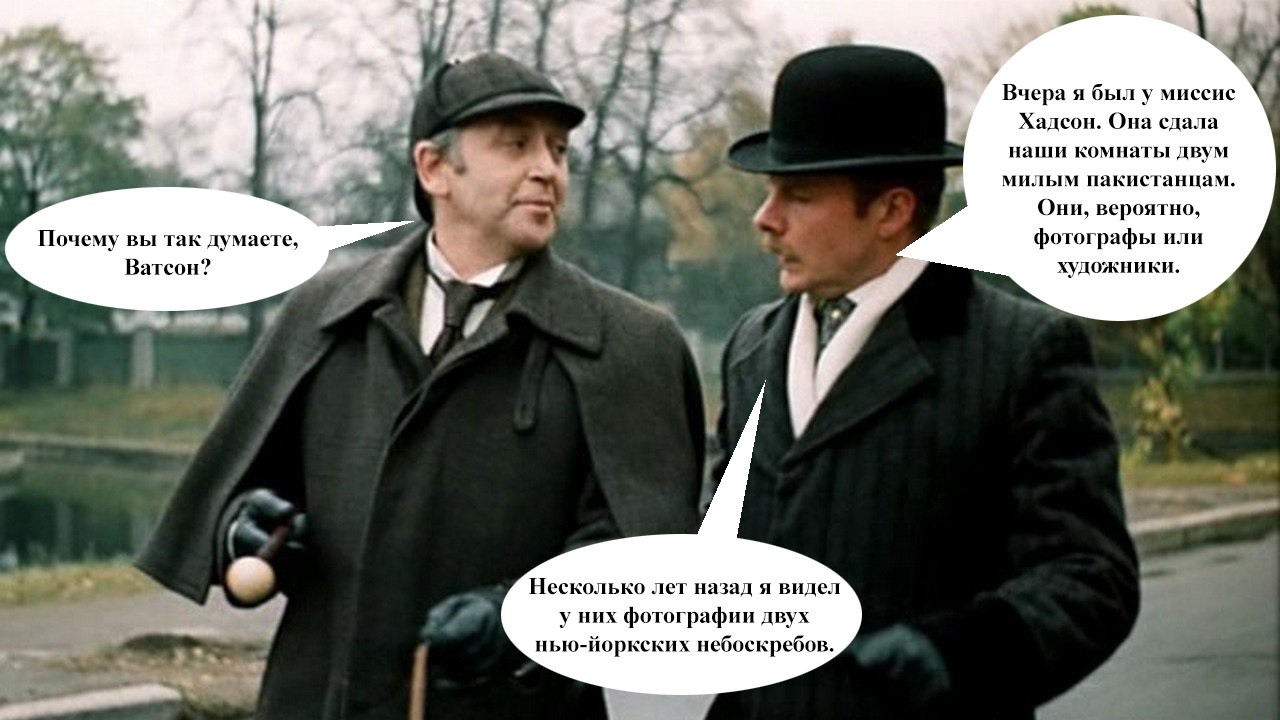 Вчера я был у миссис
Хадсон. Она сдала
наши комнаты двум
милым пакистанцам.
Они, вероятно,
фотографы или
художники.
Почему вы так думаете,
Ватсон?
Несколько лет назад я видел
у них фотографии двух
нью-йоркских небоскребов.